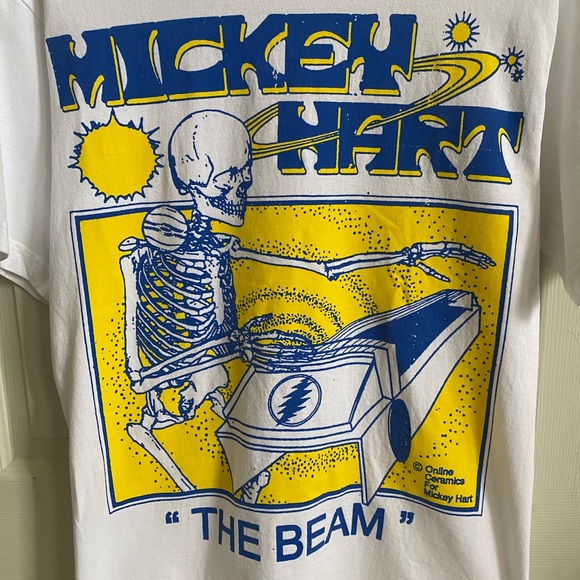 MICKEY
HART
© Online
Ceramics
For
Mickey Hart
“ THE BEAM ”